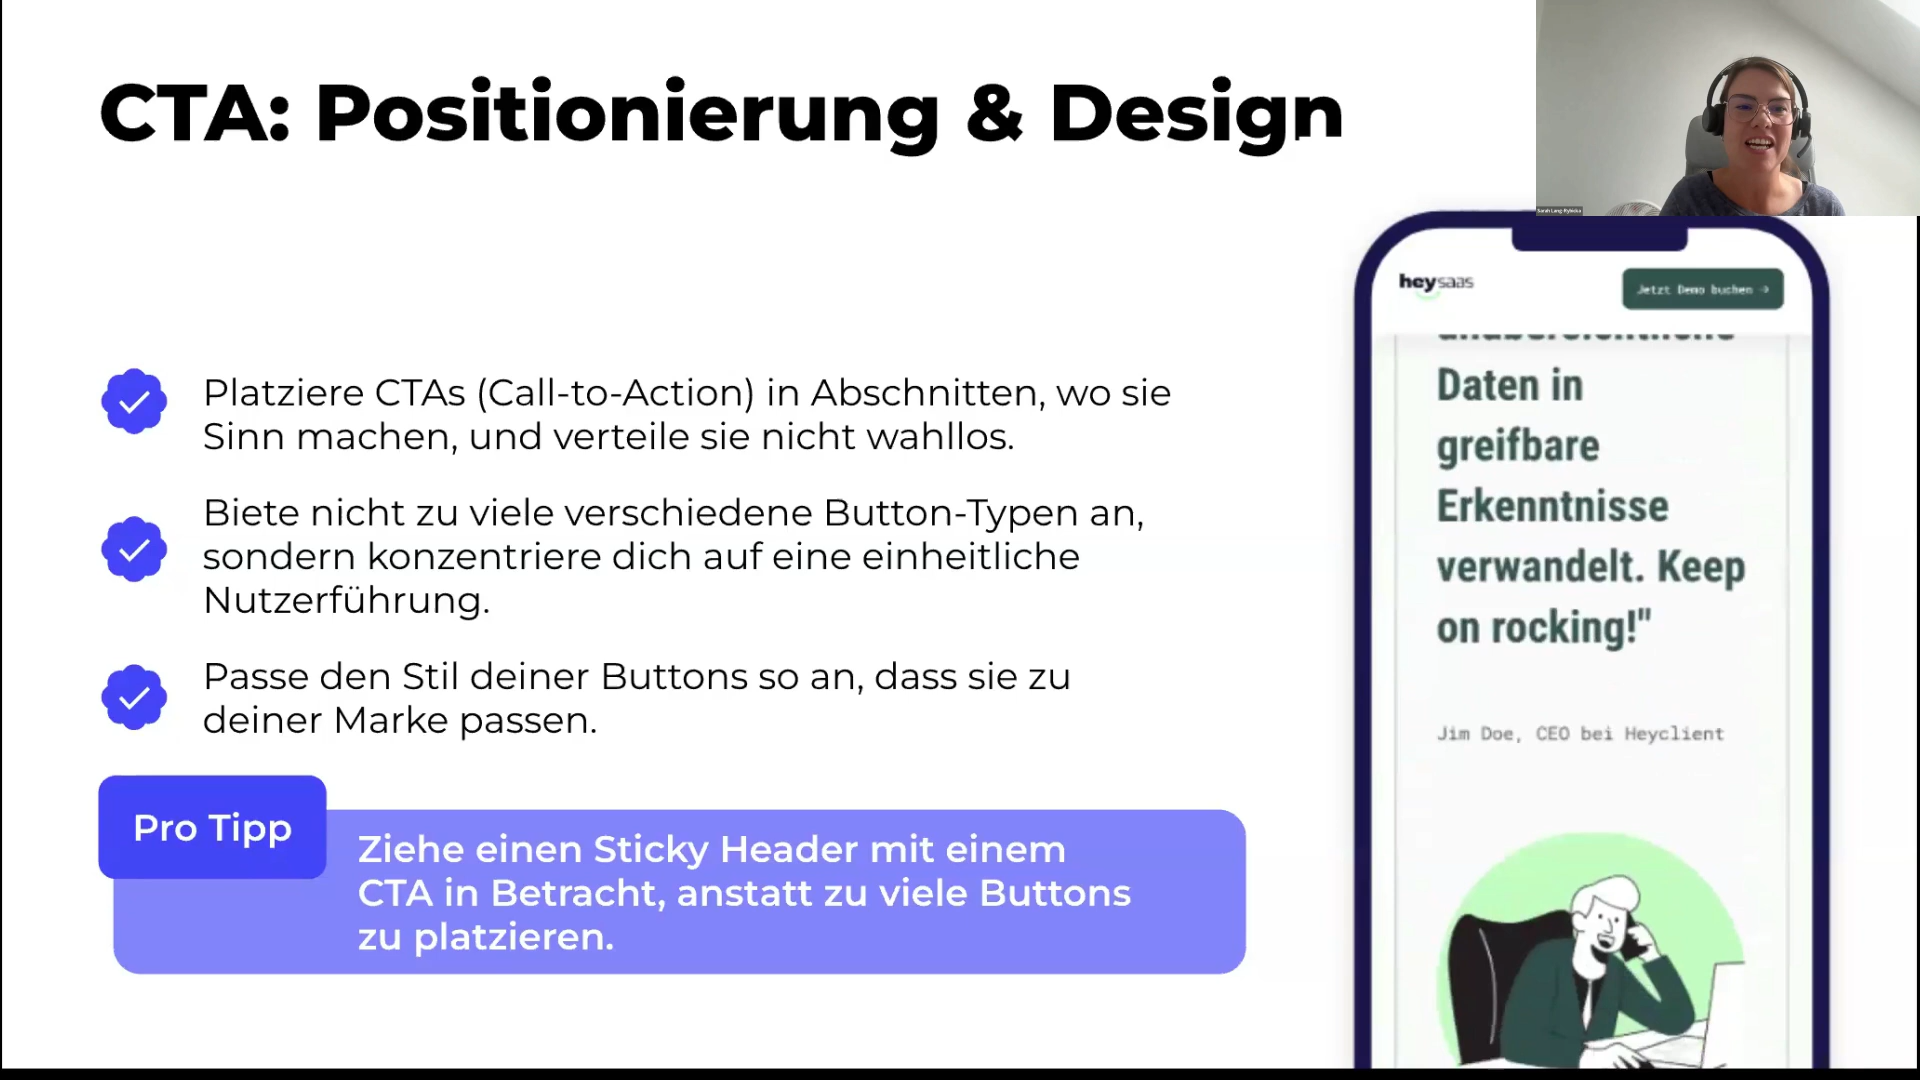 CTA: Positionierung & Design
Platziere CTAs (Call-to-Action) in Abschnitten, wo sie
Sinn machen, und verteile sie nicht wahllos.
Biete nicht zu viele verschiedene Button-Typen an,
sondern konzentriere dich auf eine einheitliche
Nutzerführung.
Passe den Stil deiner Buttons so an, dass sie zu
deiner Marke passen.
Pro Tipp
Ziehe einen Sticky Header mit einem
CTA in Betracht, anstatt zu viele Buttons
zu platzieren.
heysaas
Jetzt Demo buchen →
Daten in
greifbare
Erkenntnisse
verwandelt. Keep
on rocking!"
Jim Doe, CEO bei Heyclient